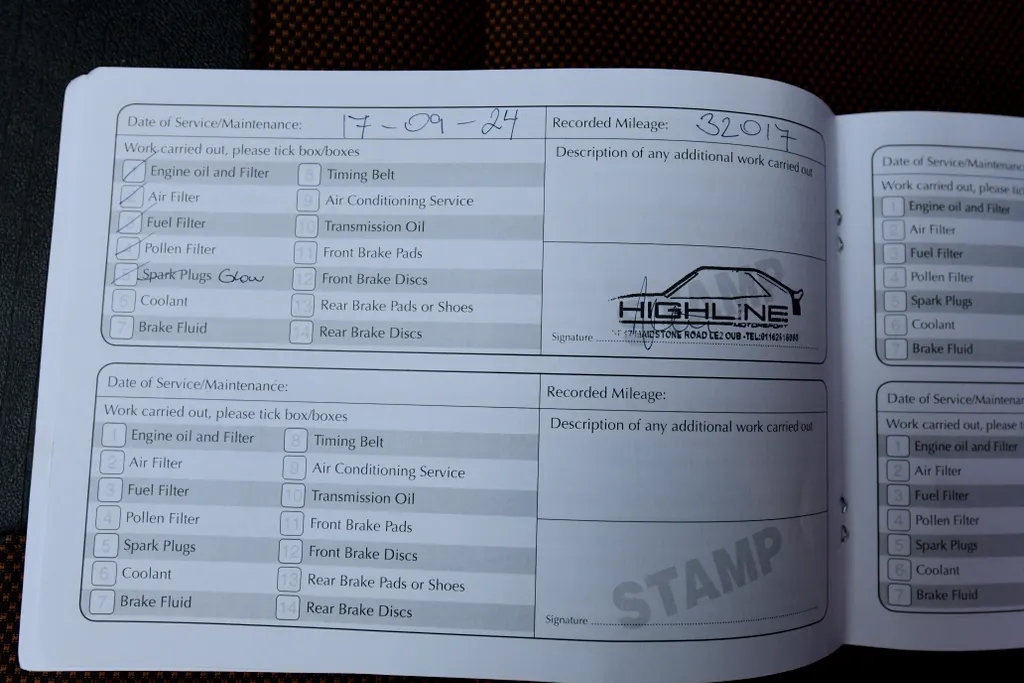 Date of Service/Maintenance: 17-09-24
Recorded Mileage: 32017
Work carried out, please tick box/boxes
Description of any additional work carried out
1 Engine oil and Filter
8 Timing Belt
2 Air Filter
9 Air Conditioning Service
3 Fuel Filter
10 Transmission Oil
4 Pollen Filter
11 Front Brake Pads
5 Spark Plugs Glow
12 Front Brake Discs
6 Coolant
13 Rear Brake Pads or Shoes
7 Brake Fluid
14 Rear Brake Discs
STAMP
HIGHLINE
MOTORSPORT
MAIDSTONE ROAD LE2 0UB -TEL:
Signature
Date of Service/Maintenance:
Recorded Mileage:
Work carried out, please tick box/boxes
Description of any additional work carried out
1 Engine oil and Filter
8 Timing Belt
2 Air Filter
9 Air Conditioning Service
3 Fuel Filter
10 Transmission Oil
4 Pollen Filter
11 Front Brake Pads
5 Spark Plugs
12 Front Brake Discs
6 Coolant
13 Rear Brake Pads or Shoes
7 Brake Fluid
14 Rear Brake Discs
STAMP
Signature
Date of Service/Maintenanc
Work carried out, please tic
1 Engine oil and Filter
2 Air Filter
3 Fuel Filter
4 Pollen Filter
5 Spark Plugs
6 Coolant
7 Brake Fluid
Date of Service/Maintenan
Work carried out, please t
1 Engine oil and Filter
2 Air Filter
3 Fuel Filter
4 Pollen Filter
5 Spark Plugs
6 Coolant
7 Brake Fluid